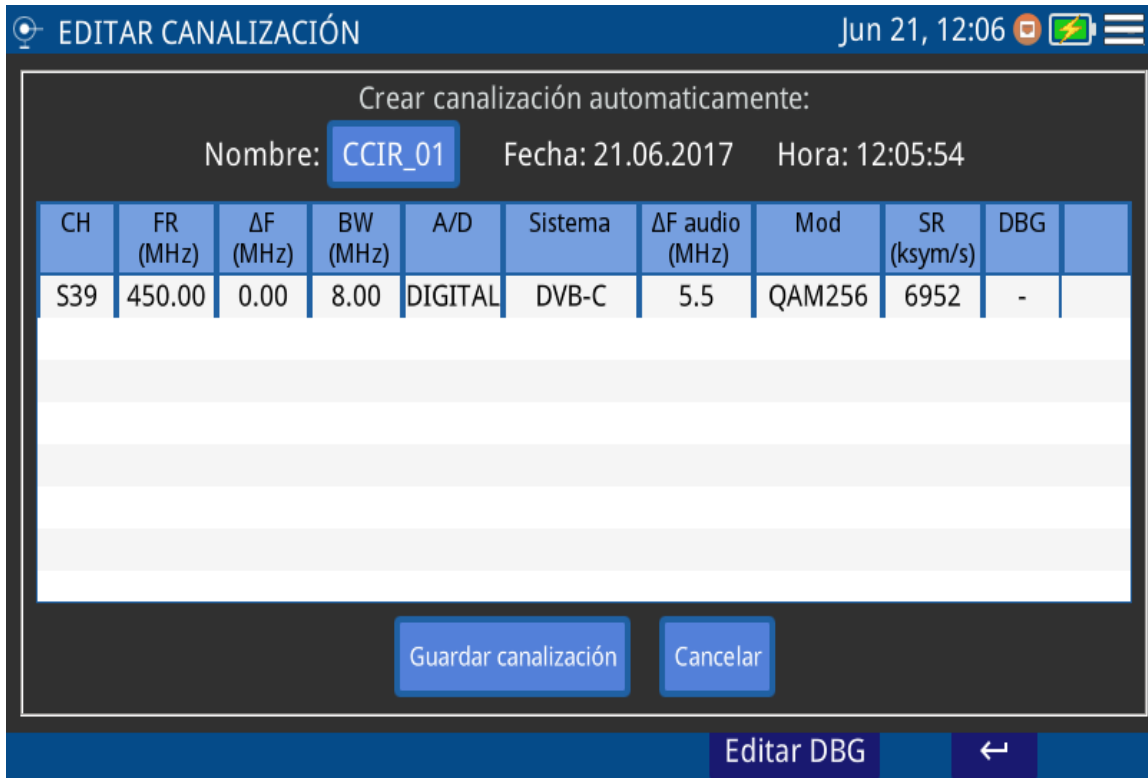 EDITAR CANALIZACIÓN Jun 21, 12:06
Crear canalización automaticamente:
Nombre: CCIR_01 Fecha: 21.06.2017 Hora: 12:05:54
CH FR (MHz) ΔF (MHz) BW (MHz) A/D Sistema ΔF audio (MHz) Mod SR (ksym/s) DBG
S39 450.00 0.00 8.00 DIGITAL DVB-C 5.5 QAM256 6952 -
Guardar canalización Cancelar
Editar DBG ↵